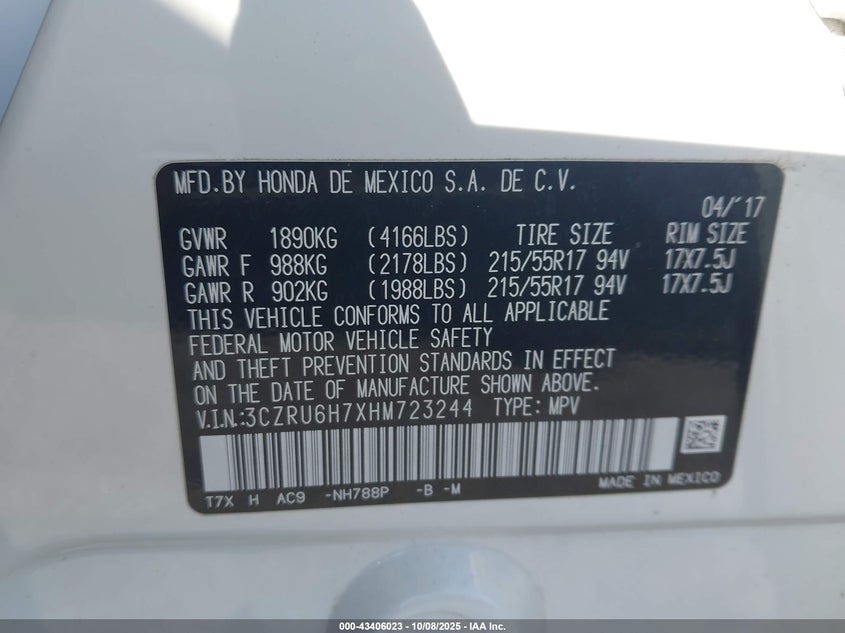 MFD.BY HONDA DE MEXICO S.A. DE C.V.
04/'17
GVWR 1890KG (4166LBS) TIRE SIZE RIM SIZE
GAWR F 988KG (2178LBS) 215/55R17 94V 17X7.5J
GAWR R 902KG (1988LBS) 215/55R17 94V 17X7.5J
THIS VEHICLE CONFORMS TO ALL APPLICABLE
FEDERAL MOTOR VEHICLE SAFETY
AND THEFT PREVENTION STANDARDS IN EFFECT
ON THE DATE OF MANUFACTURE SHOWN ABOVE.
V.I.N.:3CZRU6H7XHM723244 TYPE: MPV
T7X H AC9 -NH788P -B -M MADE IN MEXICO
000-43406023 | 10/08/2025 | IAA Inc.